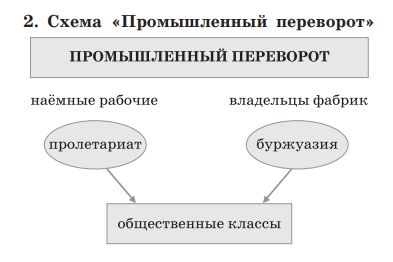 2. Схема «Промышленный переворот»
ПРОМЫШЛЕННЫЙ ПЕРЕВОРОТ
наёмные рабочие владельцы фабрик
пролетариат буржуазия
общественные классы